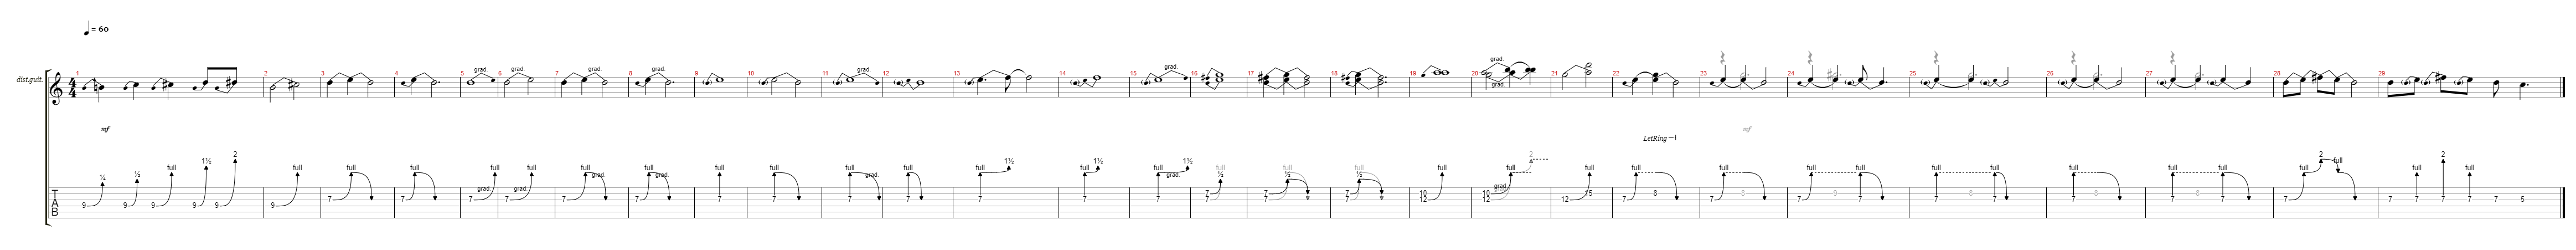 = 60
dist.guit.
4 4
1 2 3 4 5 6 7 8 9 10 11 12 13 14 15 16 17 18 19 20 21 22 23 24 25 26 27 28 29
grad. grad. grad. grad. grad. grad. grad. grad.
mf mf
LetRing
¼ ½ full 1½ 2 full full full full full full full full full full full full 1½ full 1½ full 1½ full ½ full ½ full ½ full full 2 full full full full full full full full full full full 2 full full 2 full
grad. grad. grad. grad. grad. grad. grad.
T A B
9 9 9 9 9 9 7 7 7 7 7 7 7 7 7 7 7 7 7
7 7 7 7 7 7 10 12 10 12 12 15 7 8 7 8 7 5 7 7 8 7 7 8 7 8 7 7 7 7 7 7 7 5